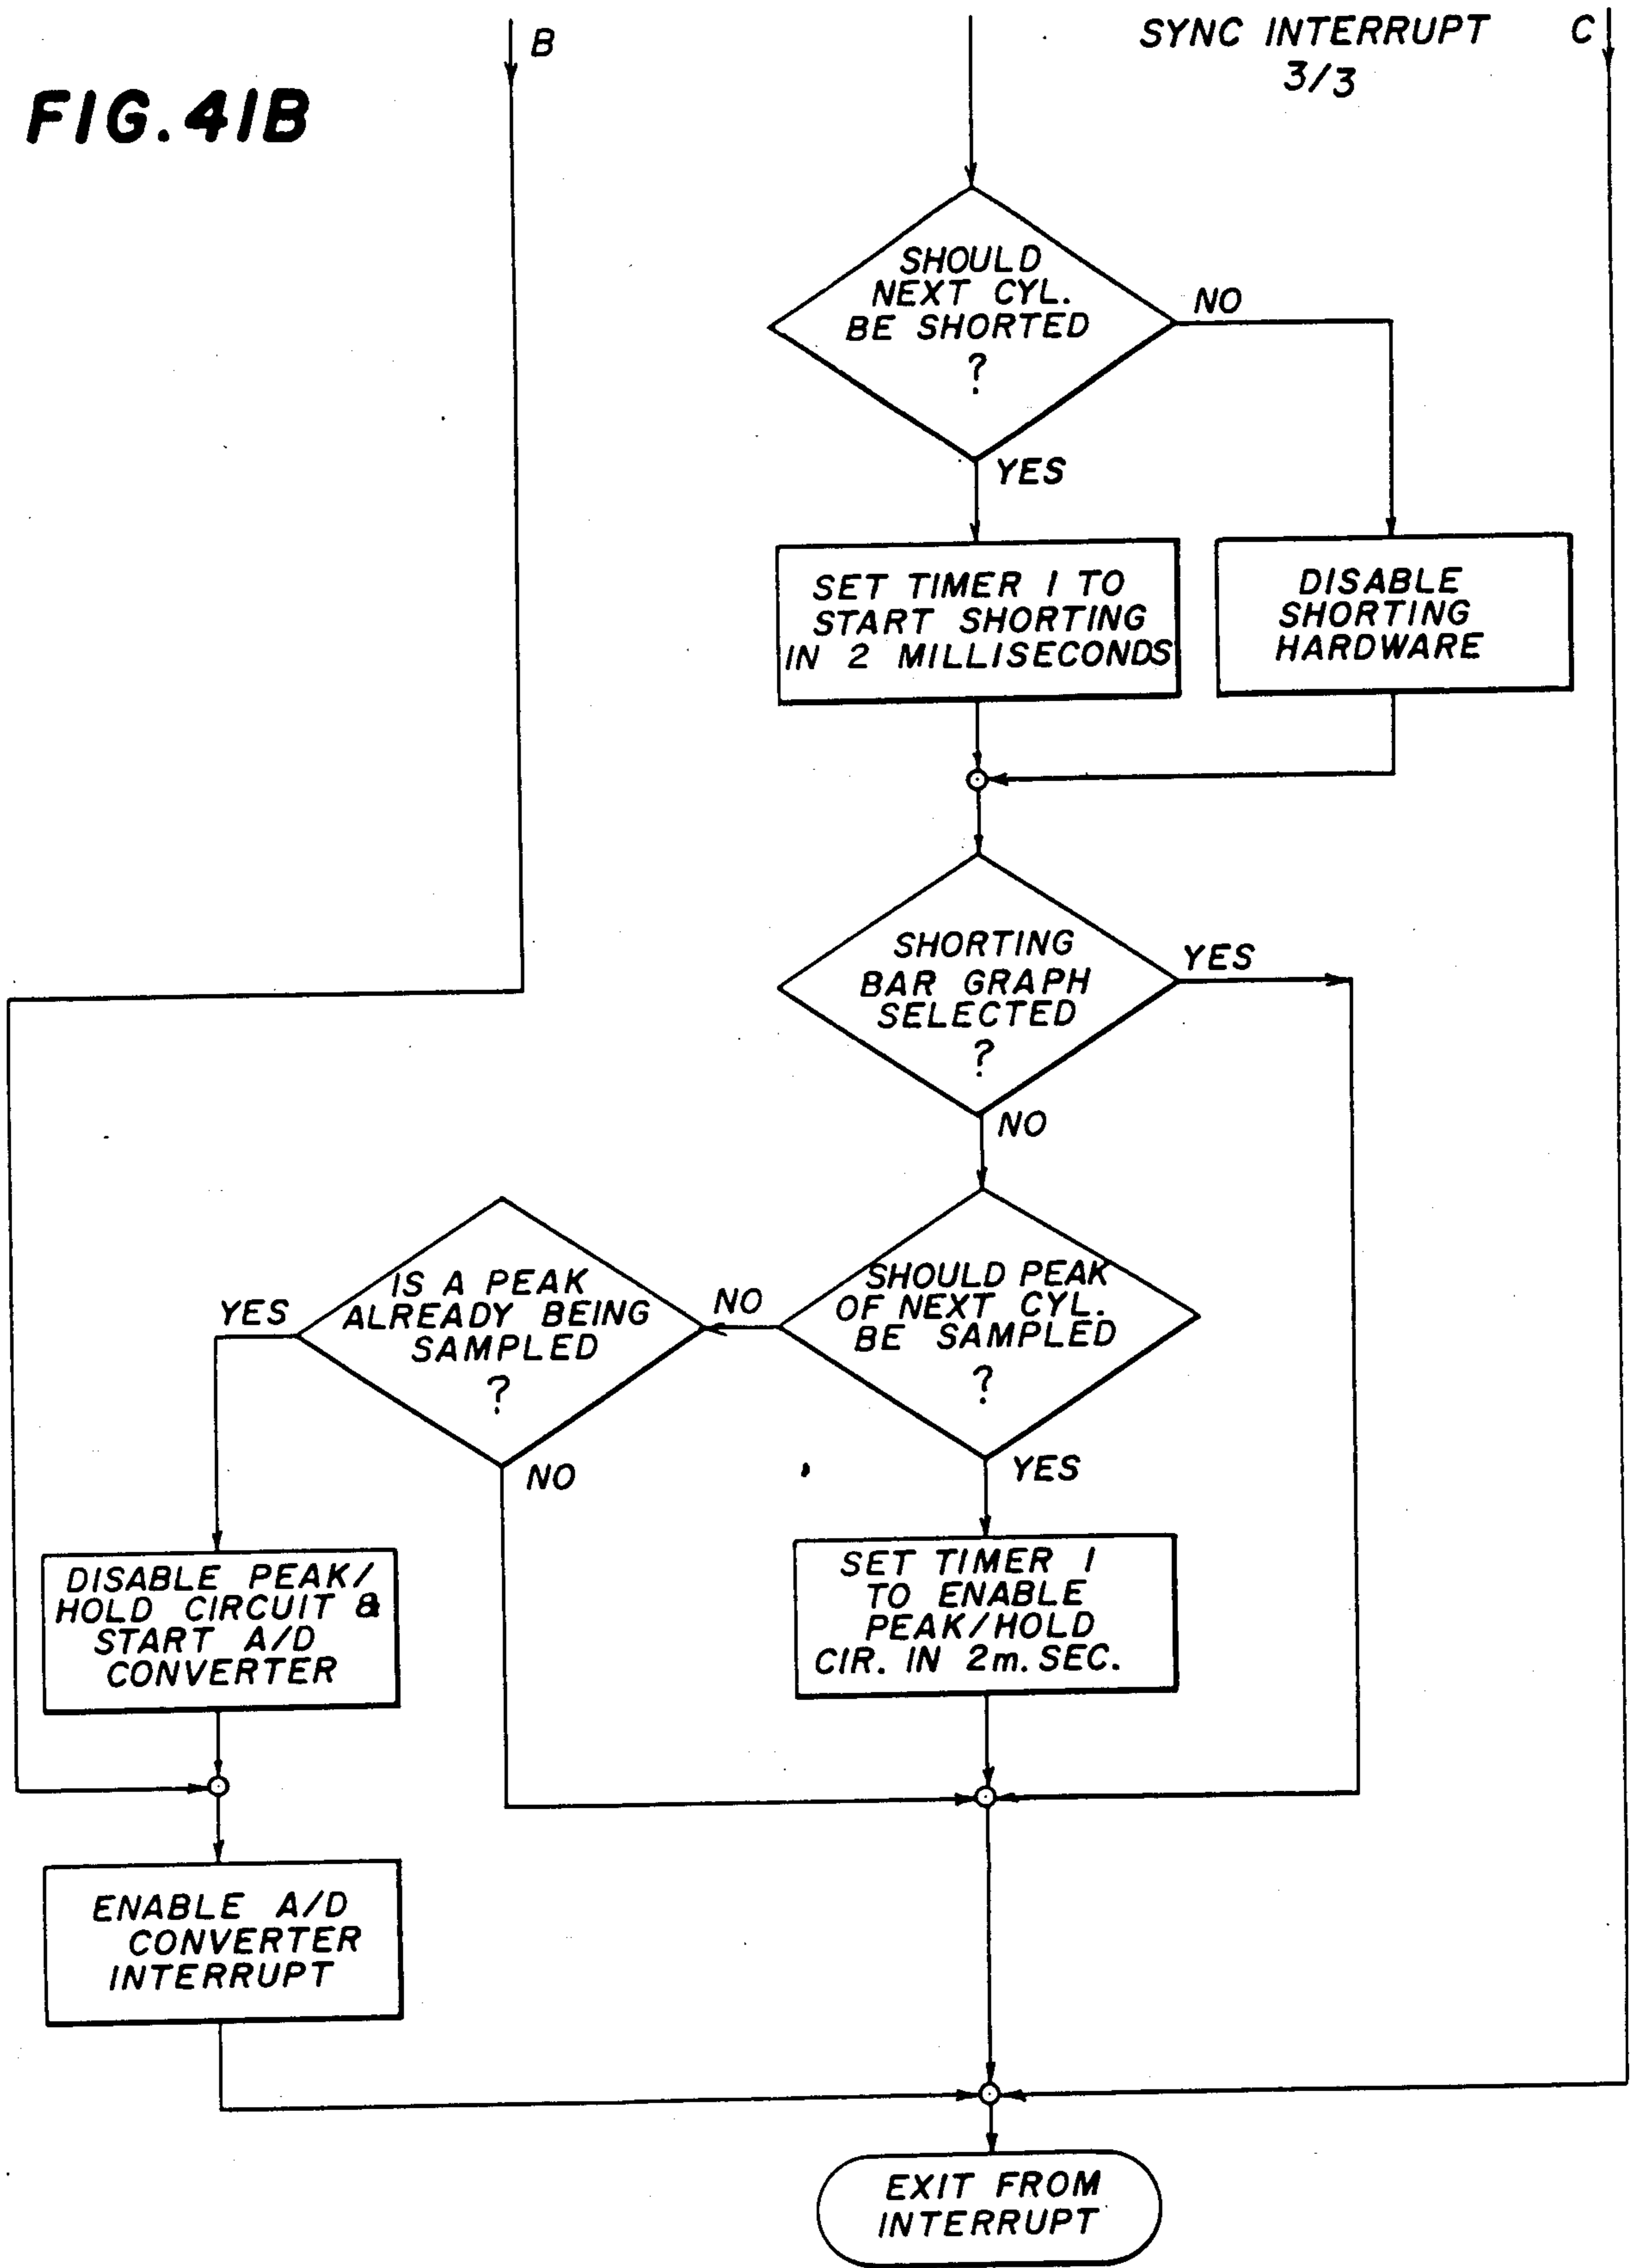 B
SYNC INTERRUPT
3/3
C
FIG. 41B
SHOULD
NEXT CYL.
BE SHORTED
?
NO
YES
SET TIMER 1 TO
START SHORTING
IN 2 MILLISECONDS
DISABLE
SHORTING
HARDWARE
SHORTING
BAR GRAPH
SELECTED
?
YES
NO
SHOULD PEAK
OF NEXT CYL.
BE SAMPLED
?
NO
YES
IS A PEAK
ALREADY BEING
SAMPLED
?
YES
NO
DISABLE PEAK/
HOLD CIRCUIT &
START A/D
CONVERTER
SET TIMER 1
TO ENABLE
PEAK/HOLD
CIR. IN 2m. SEC.
ENABLE A/D
CONVERTER
INTERRUPT
EXIT FROM
INTERRUPT